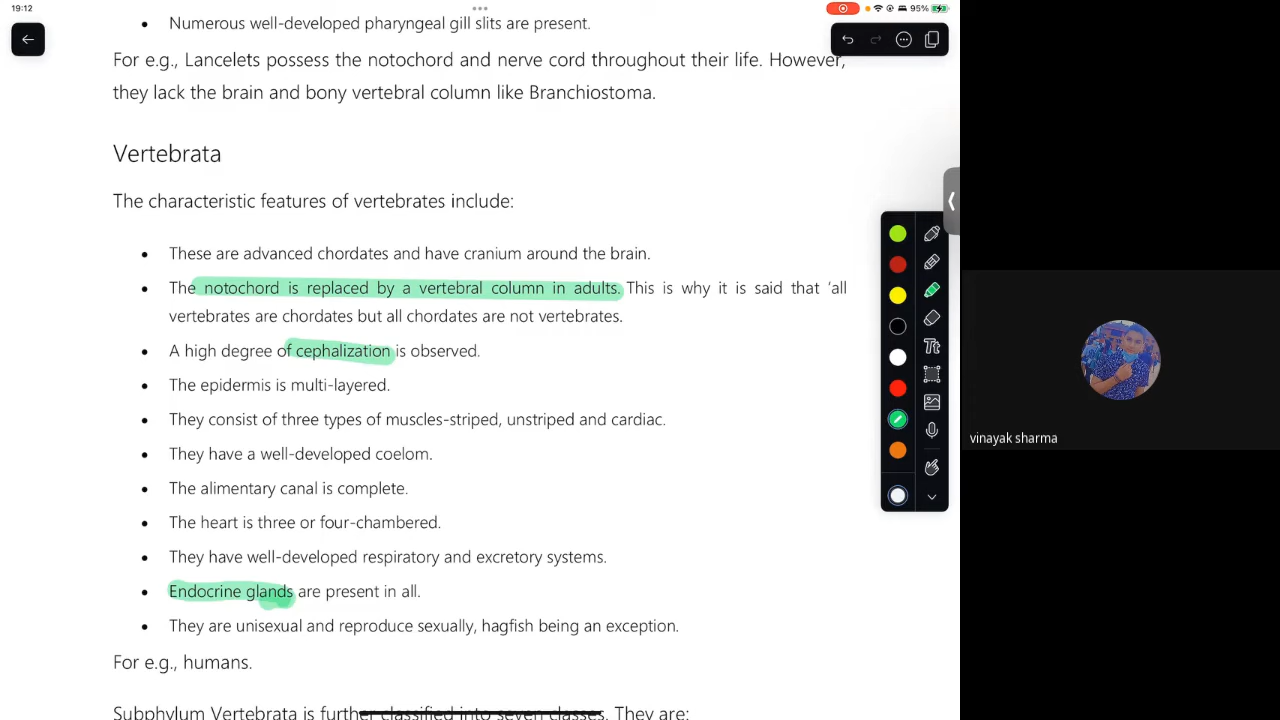 19:12
95%
Numerous well-developed pharyngeal gill slits are present.
For e.g., Lancelets possess the notochord and nerve cord throughout their life. However,
they lack the brain and bony vertebral column like Branchiostoma.
Vertebrata
The characteristic features of vertebrates include:
These are advanced chordates and have cranium around the brain.
The notochord is replaced by a vertebral column in adults. This is why it is said that ‘all
vertebrates are chordates but all chordates are not vertebrates.
A high degree of cephalization is observed.
The epidermis is multi-layered.
They consist of three types of muscles-striped, unstriped and cardiac.
They have a well-developed coelom.
The alimentary canal is complete.
The heart is three or four-chambered.
They have well-developed respiratory and excretory systems.
Endocrine glands are present in all.
They are unisexual and reproduce sexually, hagfish being an exception.
For e.g., humans.
Subphylum Vertebrata is further classified into seven classes. They are:
Tt
vinayak sharma